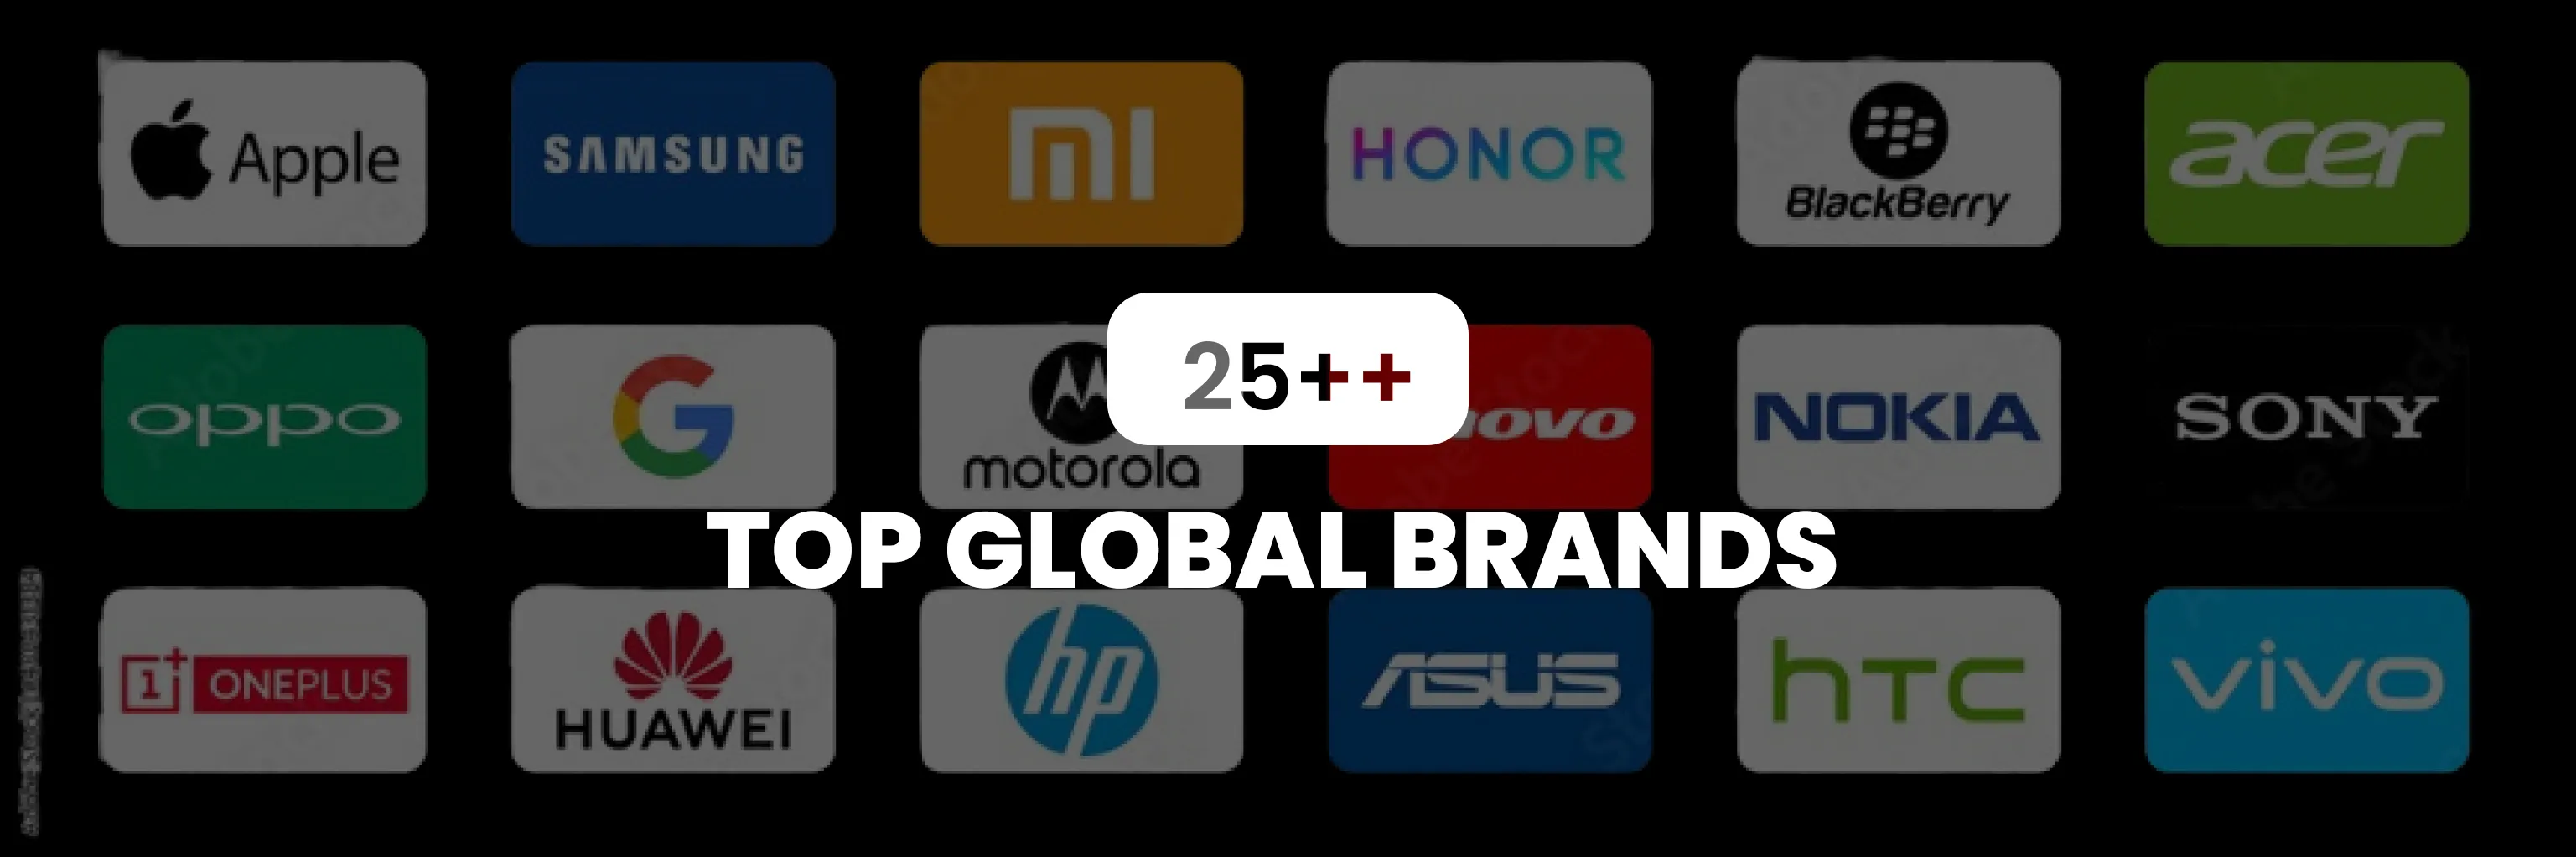 Apple
SAMSUNG
mi
HONOR
BlackBerry
acer
oppo
G
motorola
25++
novo
NOKIA
SONY
TOP GLOBAL BRANDS
1+ ONEPLUS
HUAWEI
hp
ASUS
hTC
vivo